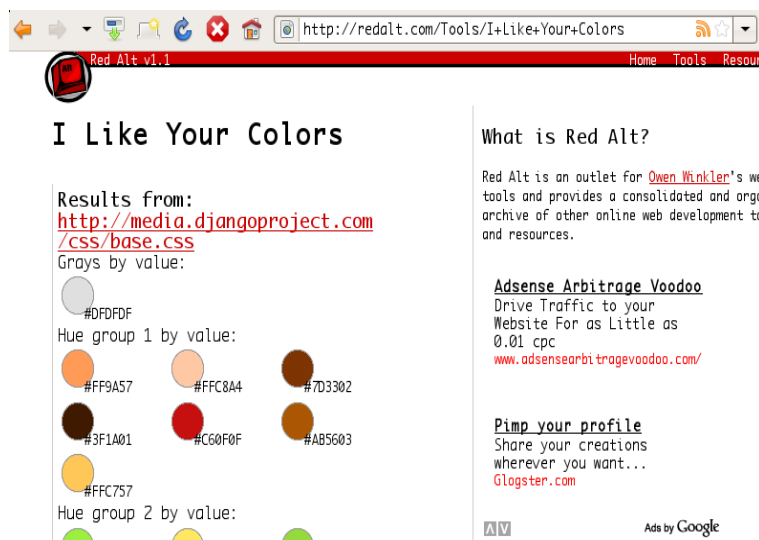 http://redalt.com/Tools/I+Like+Your+Colors
Red Alt v1.1
Home Tools
Alt
I Like Your Colors
Results from:
http://media.djangoproject.com
/css/base.css
Grays by value:
#DFDFDF
Hue group 1 by value:
#FF9A57 #FFC8A4 #7D3302
#3F1A01 #C60F0F #AB5603
#FFC757
Hue group 2 by value:
What is Red Alt?
Red Alt is an outlet for Owen Winkler's we
tools and provides a consolidated and orga
archive of other online web development to
and resources.
Adsense Arbitrage Voodoo
Drive Traffic to your
Website For as Little as
0.01 cpc
www.adsensearbitragevoodoo.com/
Pimp your profile
Share your creations
wherever you want...
Glogster.com
Ads by Google